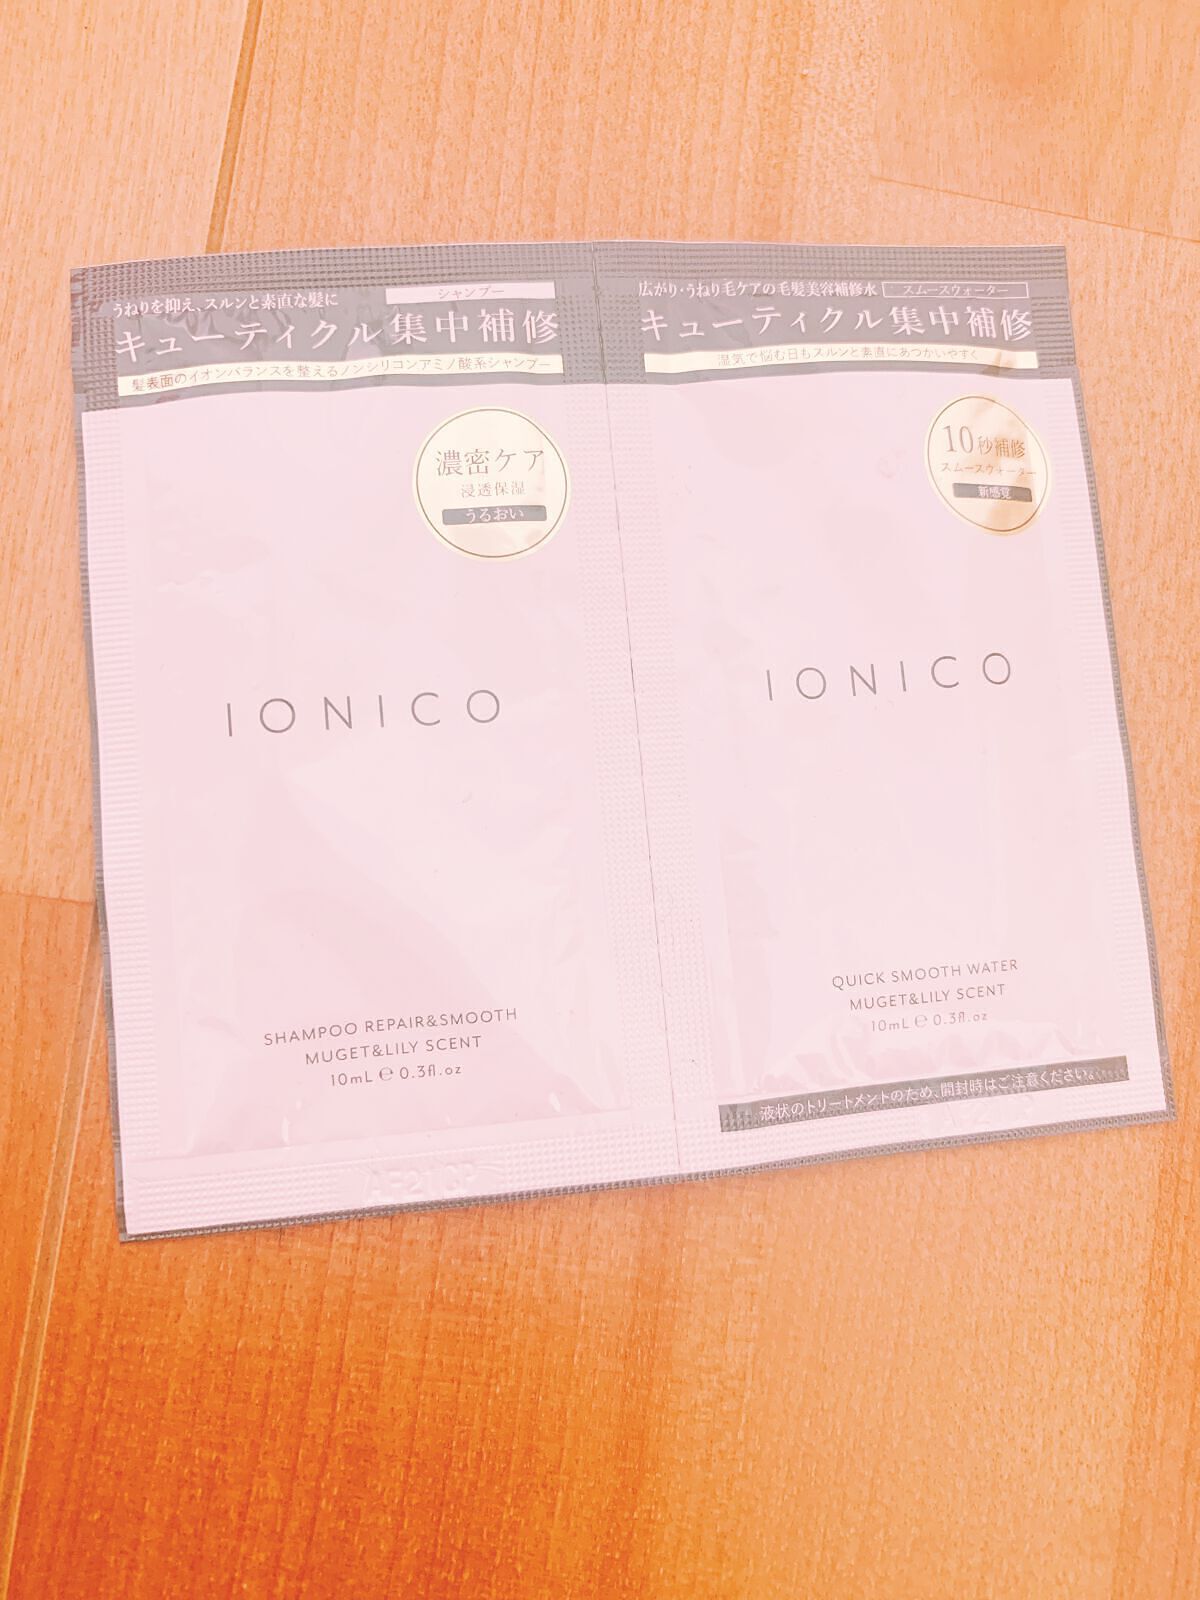 うねりを抑え、スルンと素直な髪に
シャンプー
キューティクル集中補修
髪表面のイオンバランスを整えるノンシリコンアミノ酸系シャンプー
濃密ケア
浸透保湿
うるおい
IONICO
SHAMPOO REPAIR&SMOOTH
MUGET&LILY SCENT
10mL ℮ 0.3fl.oz
広がり・うねり毛ケアの毛髪美容補修水
スムースウォーター
キューティクル集中補修
湿気で悩む日もスルンと素直にあつかいやすく
10秒補修
スムースウォーター
新感覚
IONICO
QUICK SMOOTH WATER
MUGET&LILY SCENT
10mL ℮ 0.3fl.oz
液状のトリートメントのため、開封時はご注意ください。